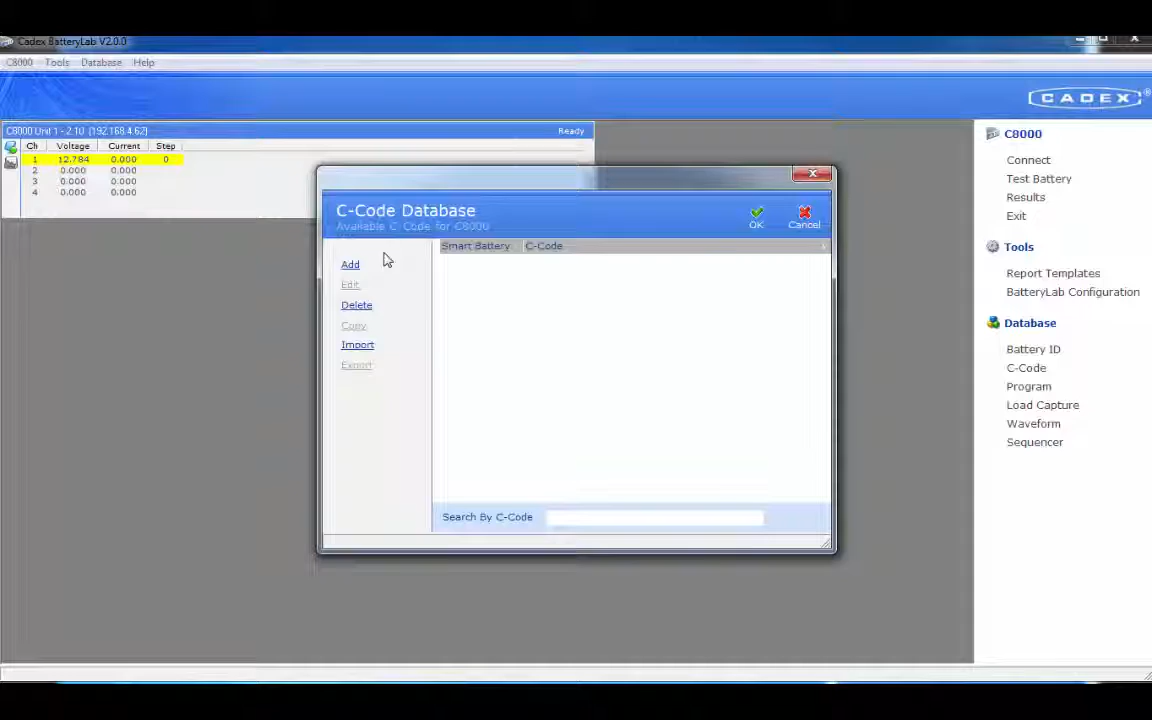 Cadex BatteryLab V2.0.0
C8000 Tools Database Help
CADEX
C8000 Unit 1 - 2.10 (192.168.4.62) Ready
Ch Voltage Current Step
1 12.784 0.000 0
2 0.000 0.000
3 0.000 0.000
4 0.000 0.000
C-Code Database
Available C-Code for C8000
OK
Cancel
Smart Battery C-Code
Add
Edit
Delete
Copy
Import
Export
Search By C-Code
C8000
Connect
Test Battery
Results
Exit
Tools
Report Templates
BatteryLab Configuration
Database
Battery ID
C-Code
Program
Load Capture
Waveform
Sequencer